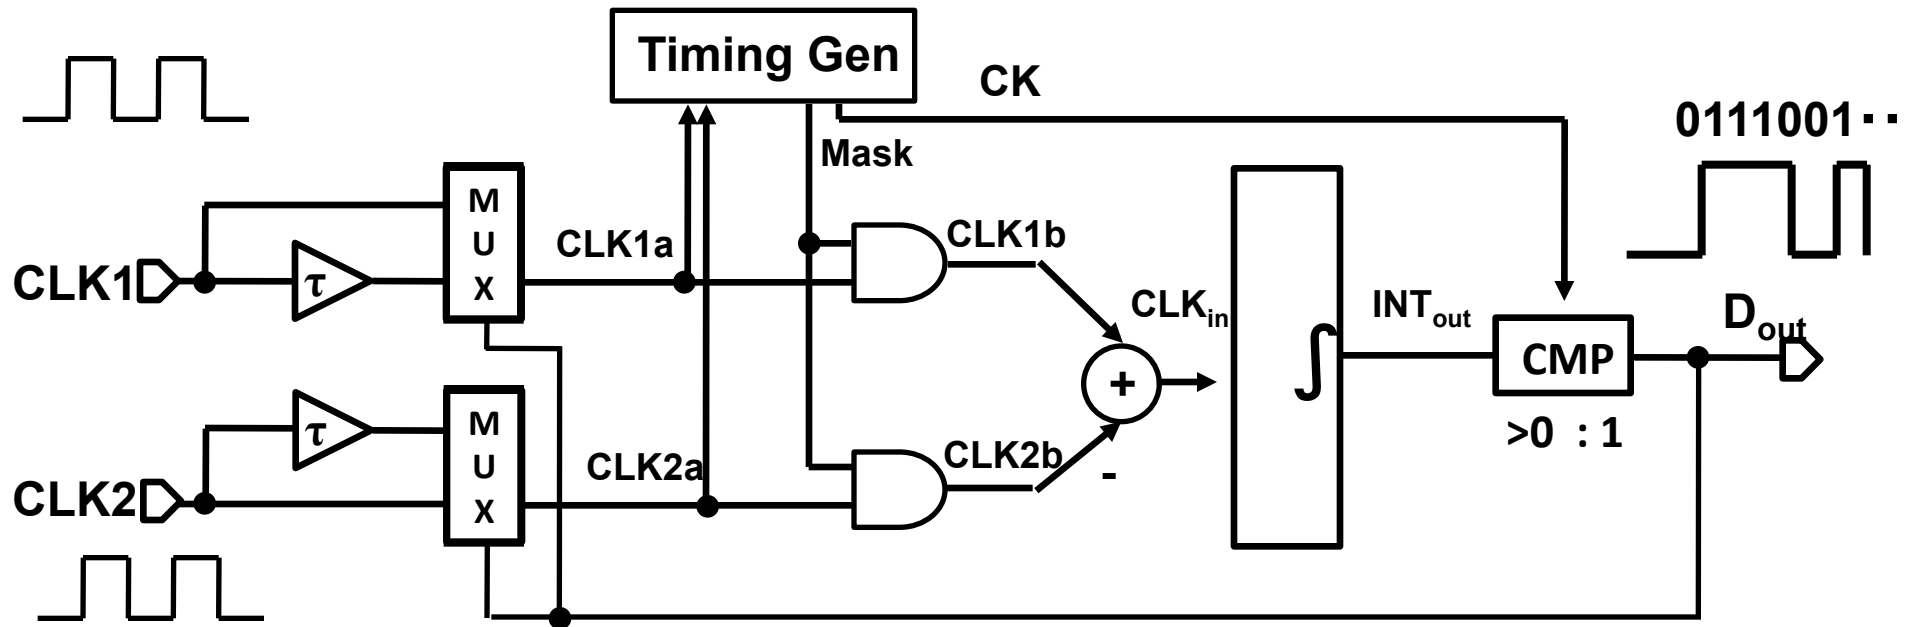 Timing Gen
CK
0111001··
Mask
M
U
X
CLK1a
CLK1b
CLK1
τ
CLKin
INTout
Dout
∫
CMP
+
>0 : 1
τ
M
U
X
CLK2a
CLK2b
-
CLK2